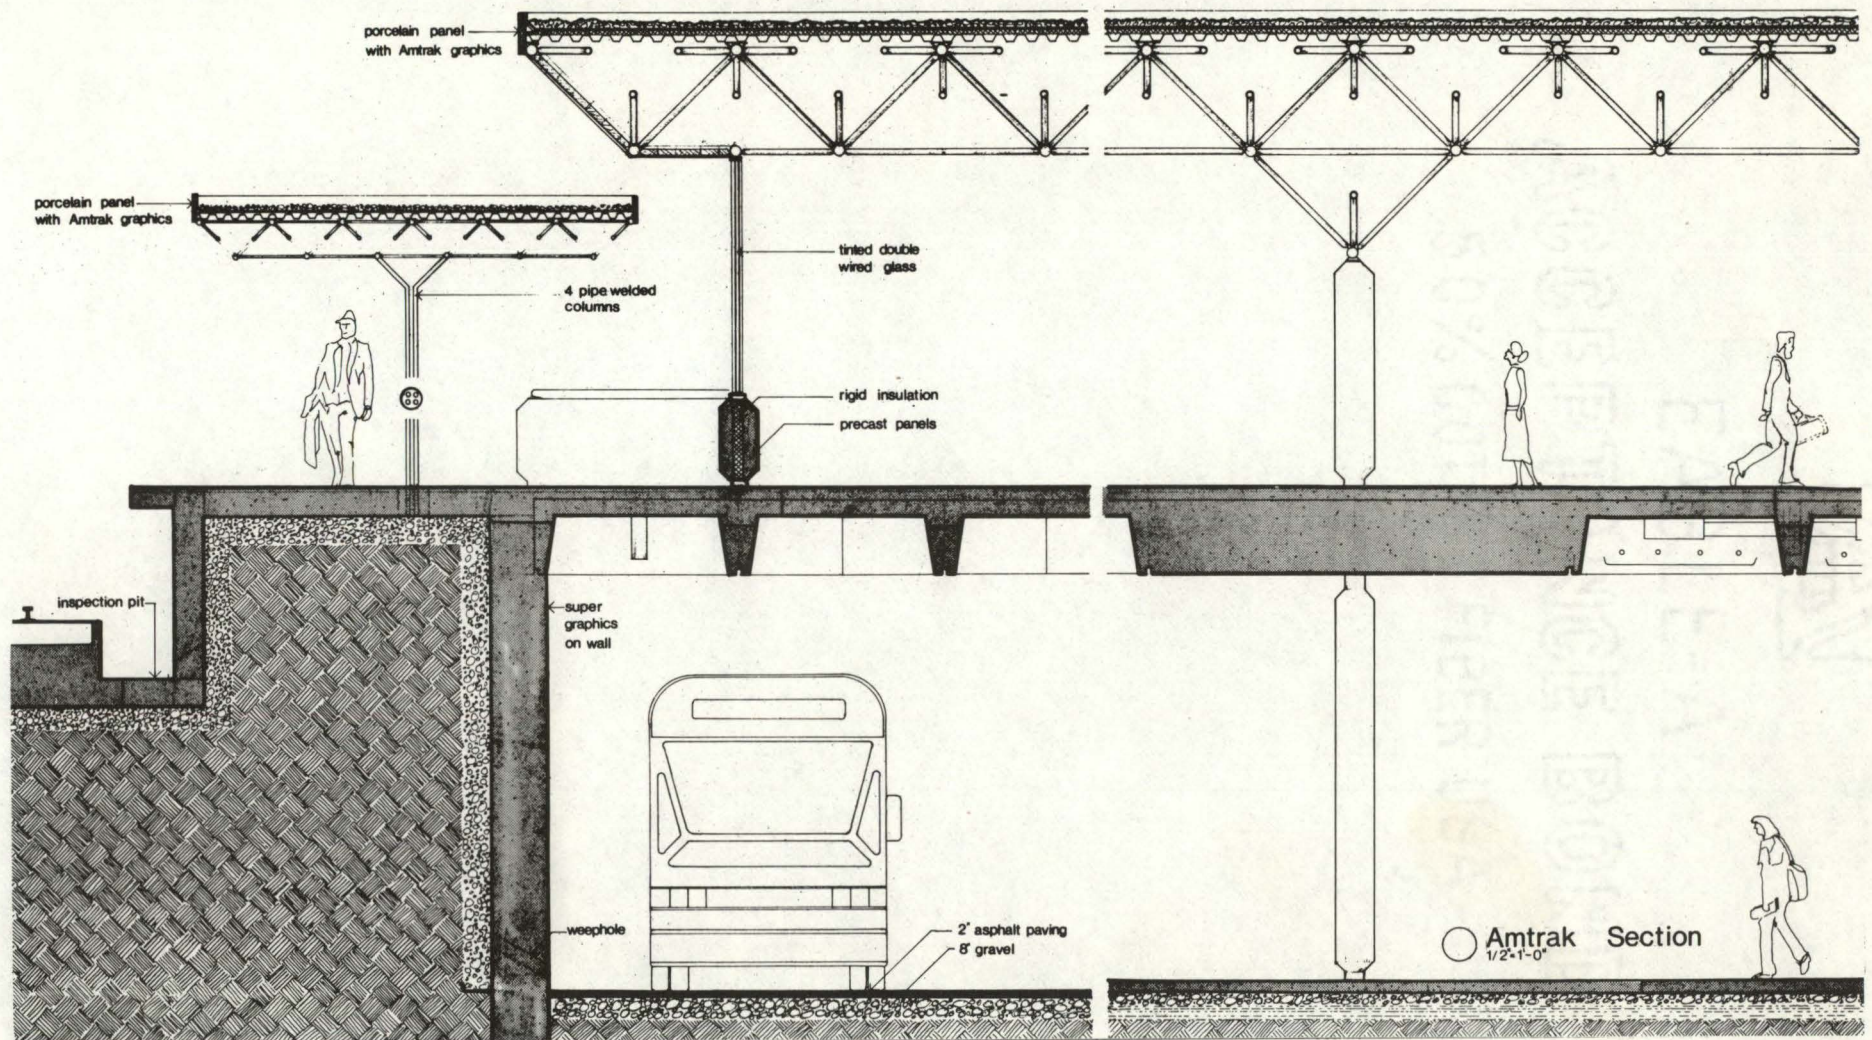 porcelain panel
with Amtrak graphics
porcelain panel
with Amtrak graphics
tinted double
wired glass
4 pipe welded
columns
rigid insulation
precast panels
inspection pit
super
graphics
on wall
weephole
2" asphalt paving
8" gravel
Amtrak Section
1/2"=1'-0"